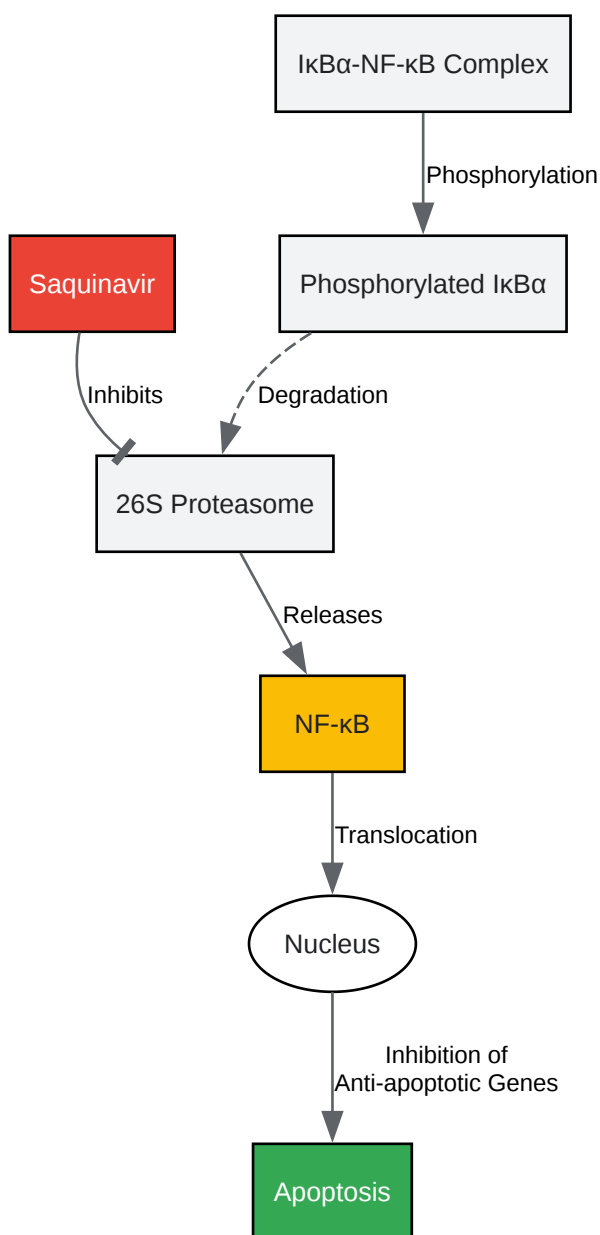 IκBα-NF-κB Complex
Phosphorylation
Saquinavir
Phosphorylated IκBα
Inhibits
Degradation
26S Proteasome
Releases
NF-κB
Translocation
Nucleus
Inhibition of
Anti-apoptotic Genes
Apoptosis